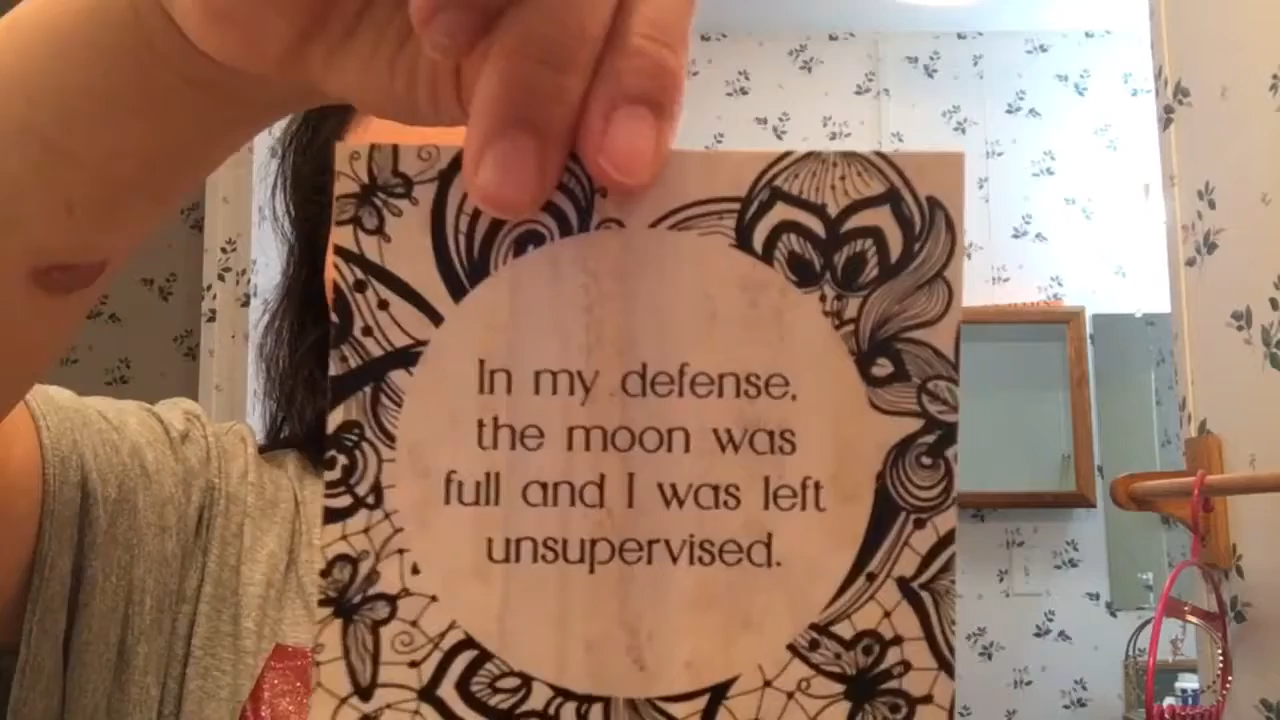 In my defense,
the moon was
full and I was left
unsupervised.